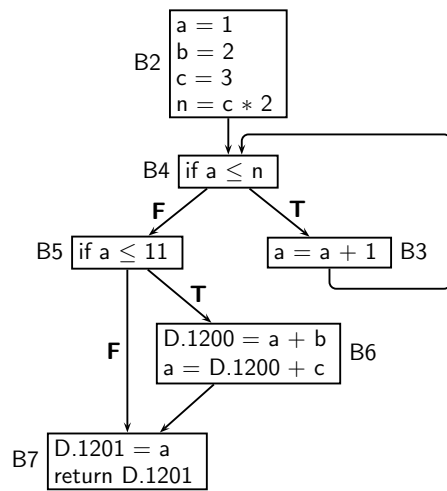 B2
a = 1
b = 2
c = 3
n = c * 2
B4
if a ≤ n
F
T
B5
if a ≤ 11
a = a + 1
B3
T
F
D.1200 = a + b
a = D.1200 + c
B6
B7
D.1201 = a
return D.1201